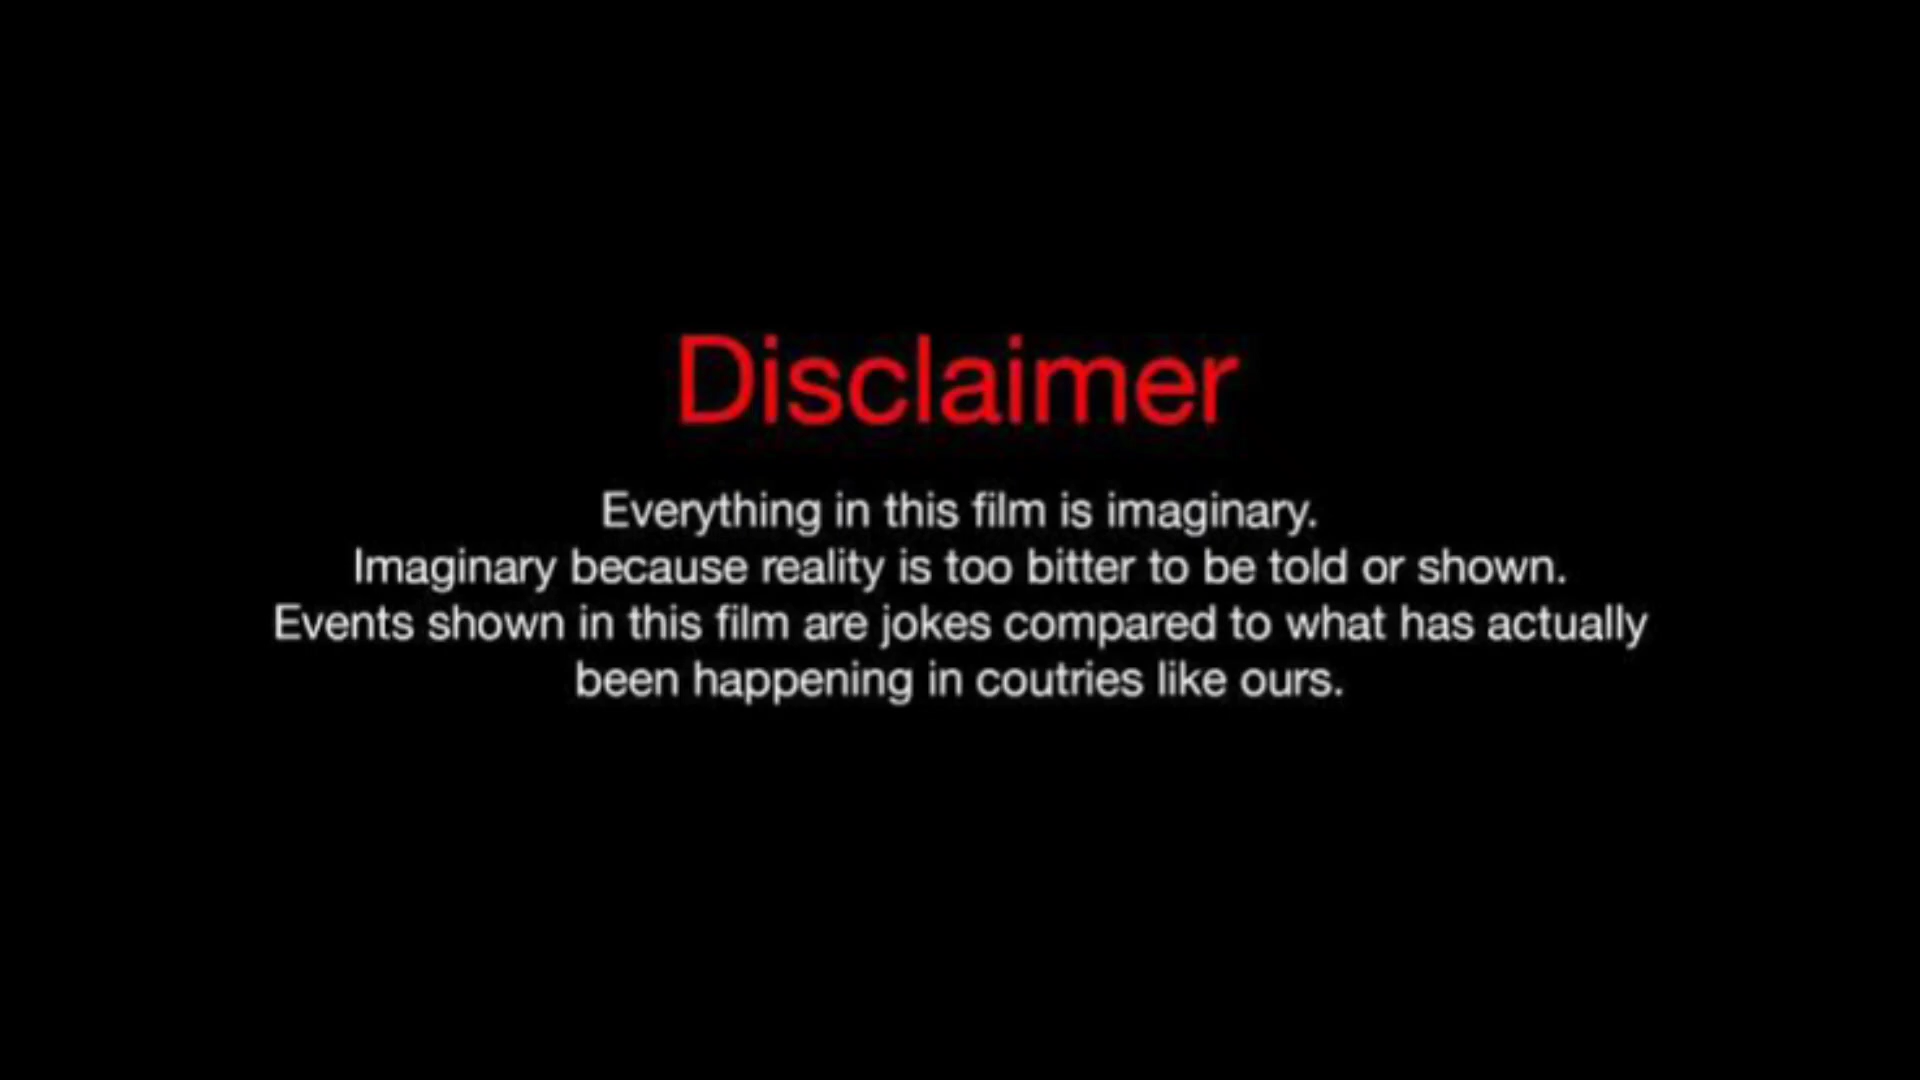 Disclaimer
Everything in this film is imaginary.
Imaginary because reality is too bitter to be told or shown.
Events shown in this film are jokes compared to what has actually
been happening in coutries like ours.